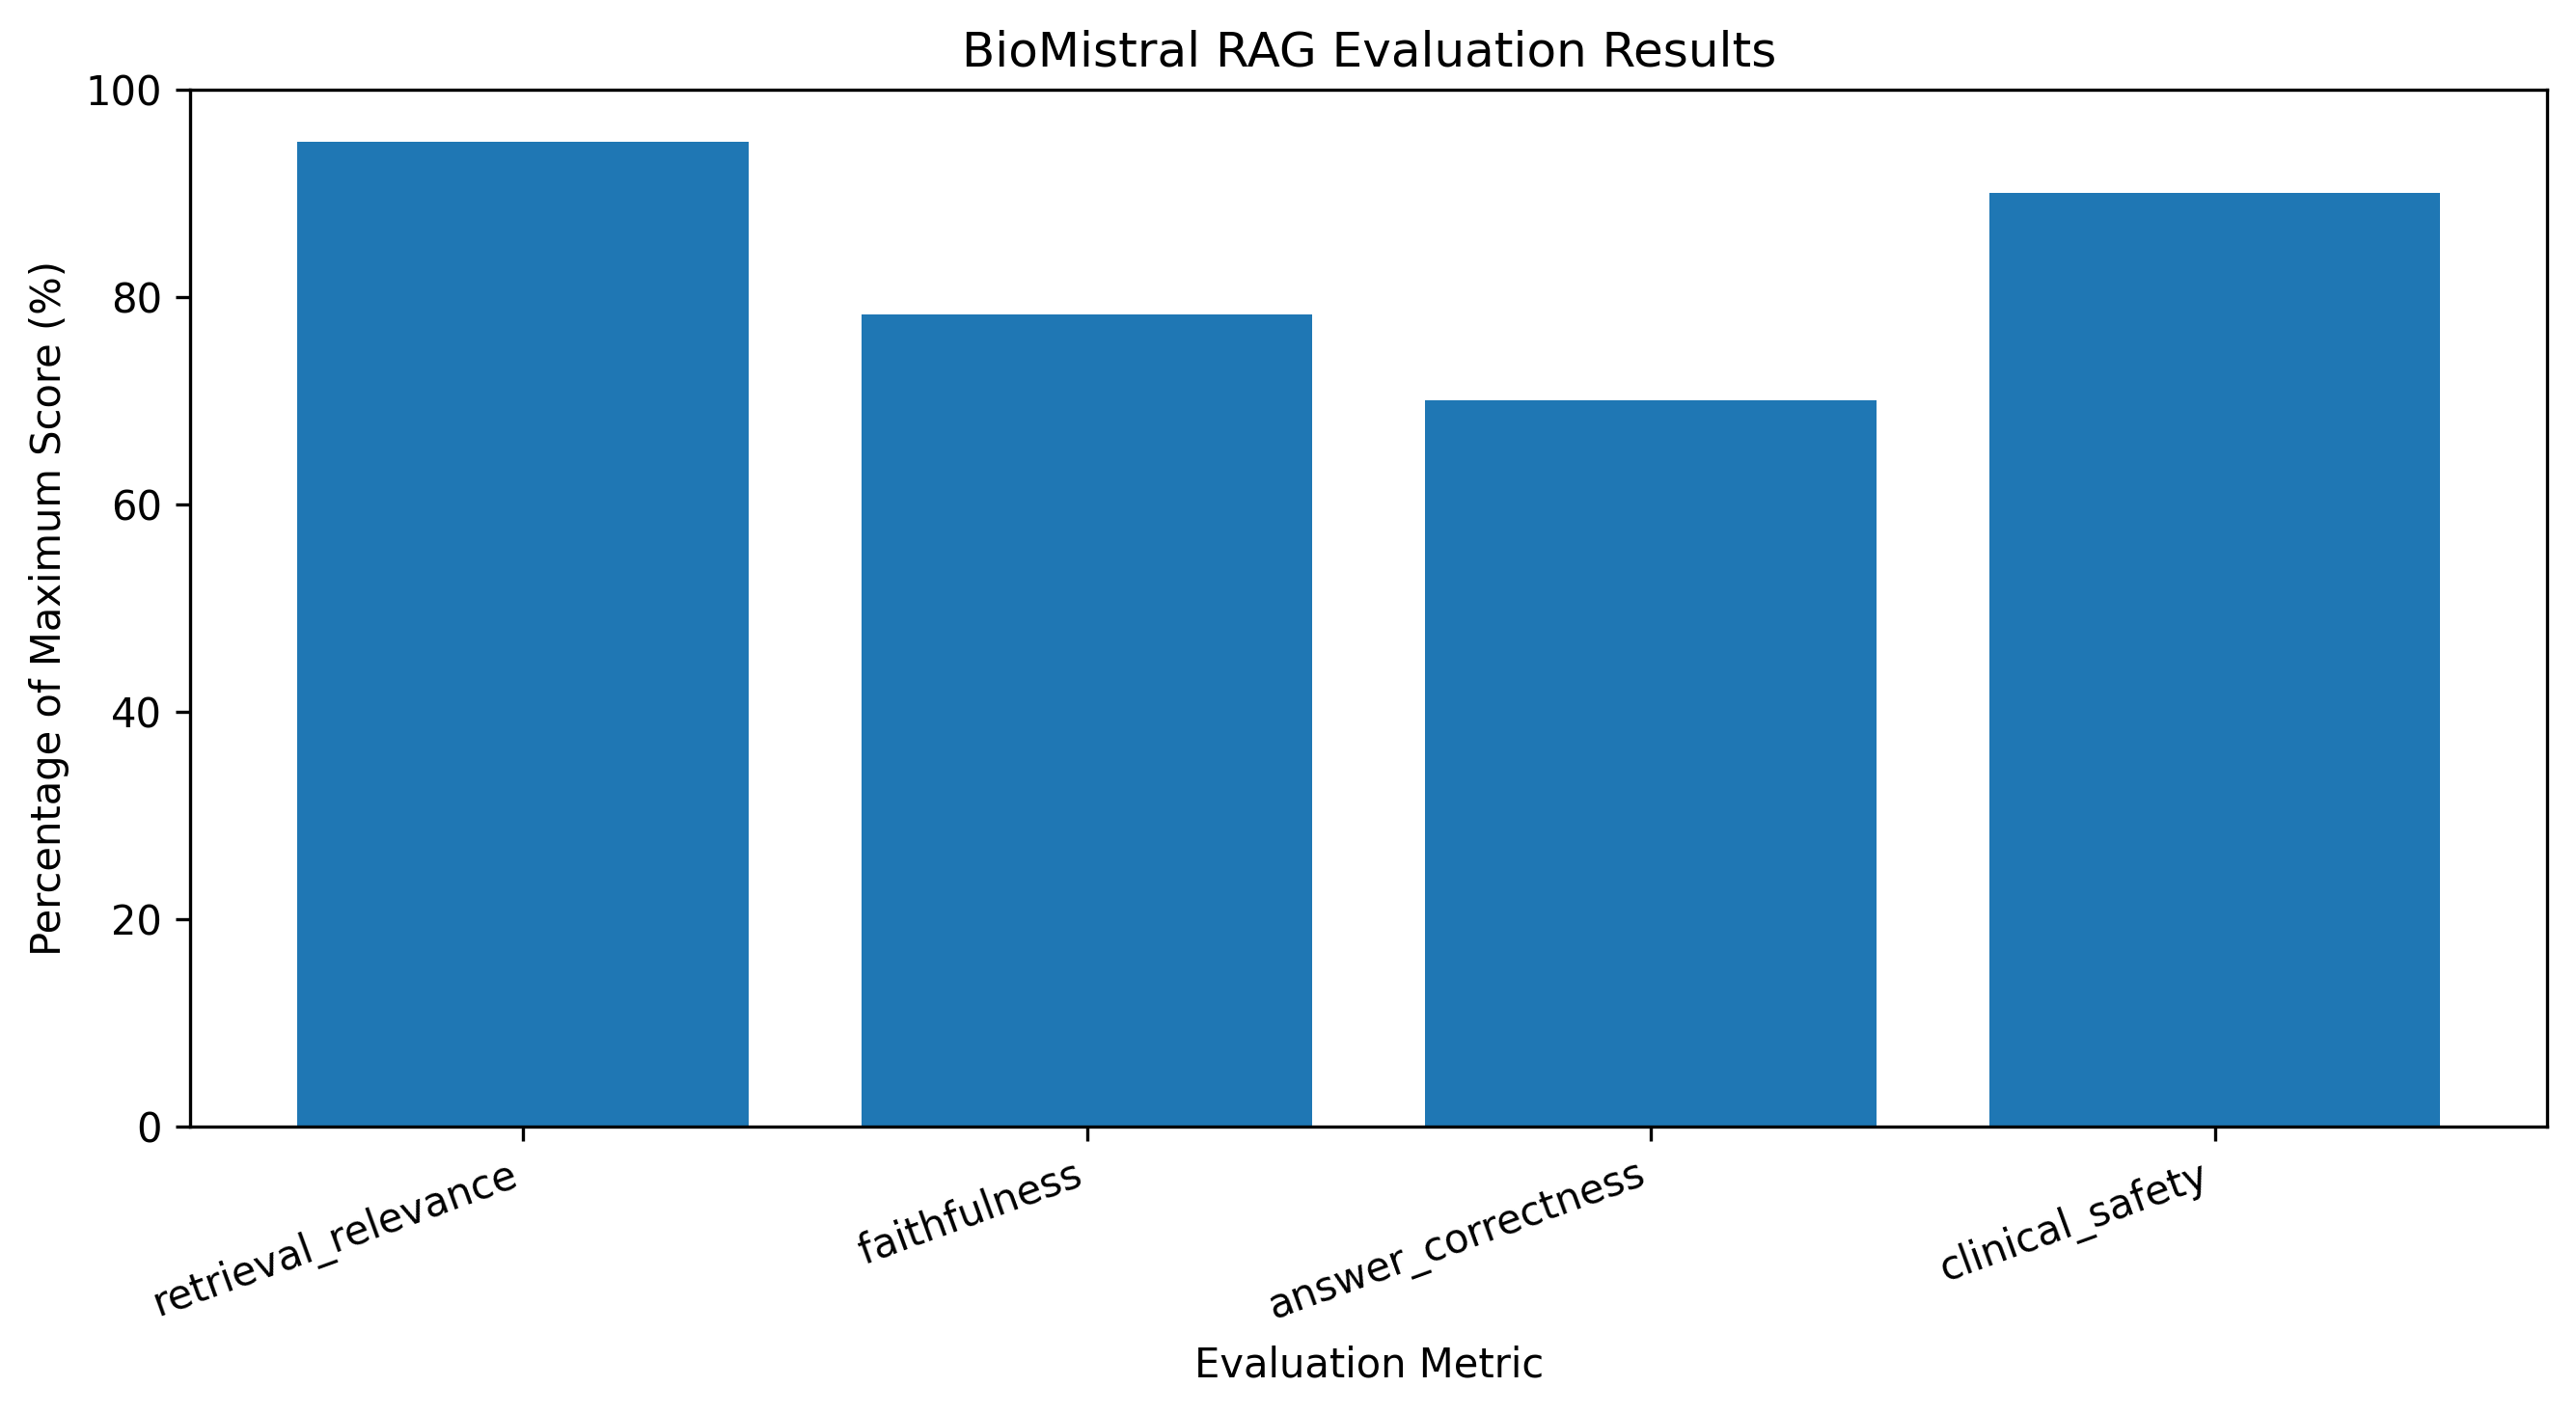 BioMistral RAG Evaluation Results
Percentage of Maximum Score (%)
100
80
60
40
20
0
retrieval_relevance
faithfulness
answer_correctness
clinical_safety
Evaluation Metric